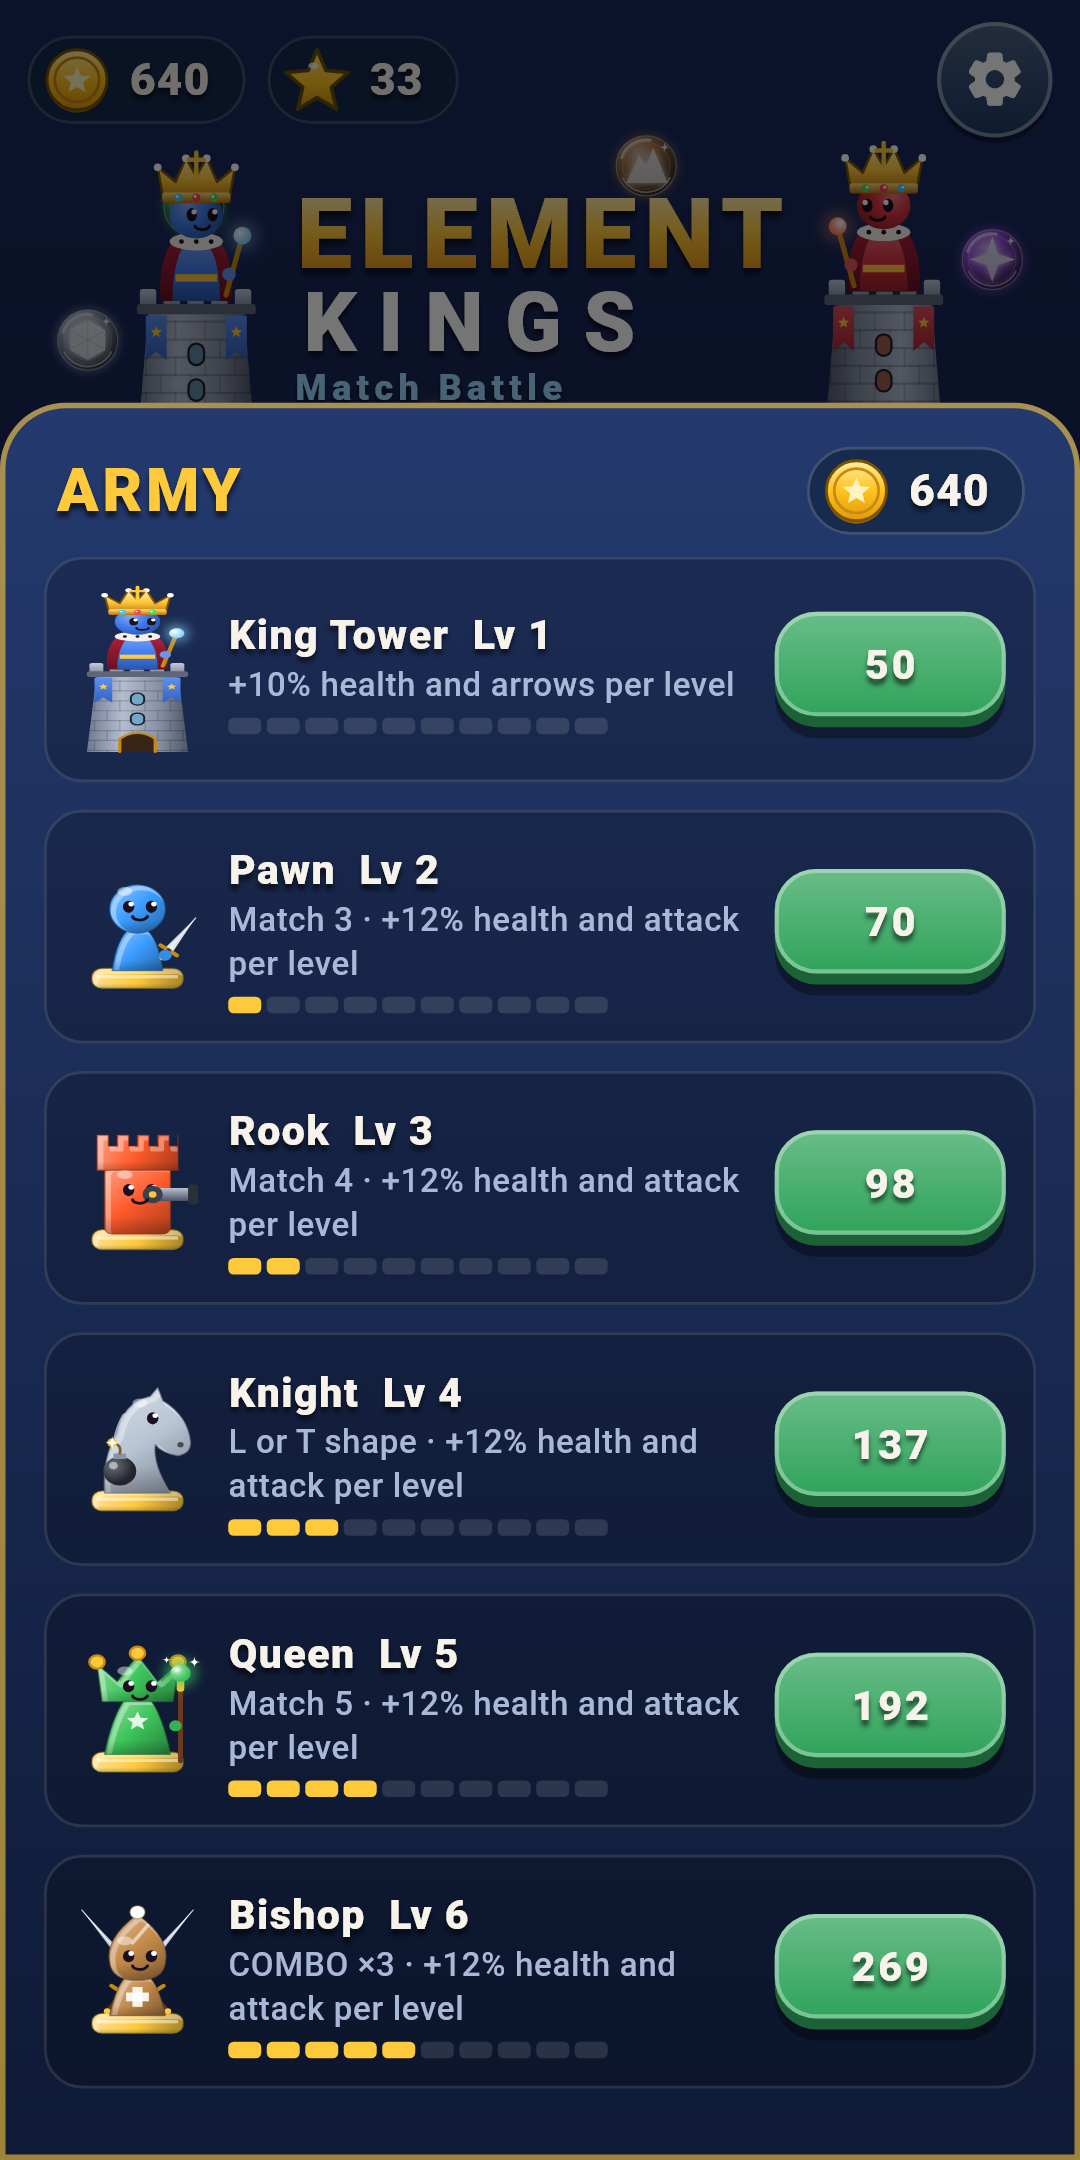 640
33
ELEMENT
KINGS
Match Battle
ARMY
640
King Tower Lv 1
+10% health and arrows per level
50
Pawn Lv 2
Match 3 · +12% health and attack
per level
70
Rook Lv 3
Match 4 · +12% health and attack
per level
98
Knight Lv 4
L or T shape · +12% health and
attack per level
137
Queen Lv 5
Match 5 · +12% health and attack
per level
192
Bishop Lv 6
COMBO ×3 · +12% health and
attack per level
269